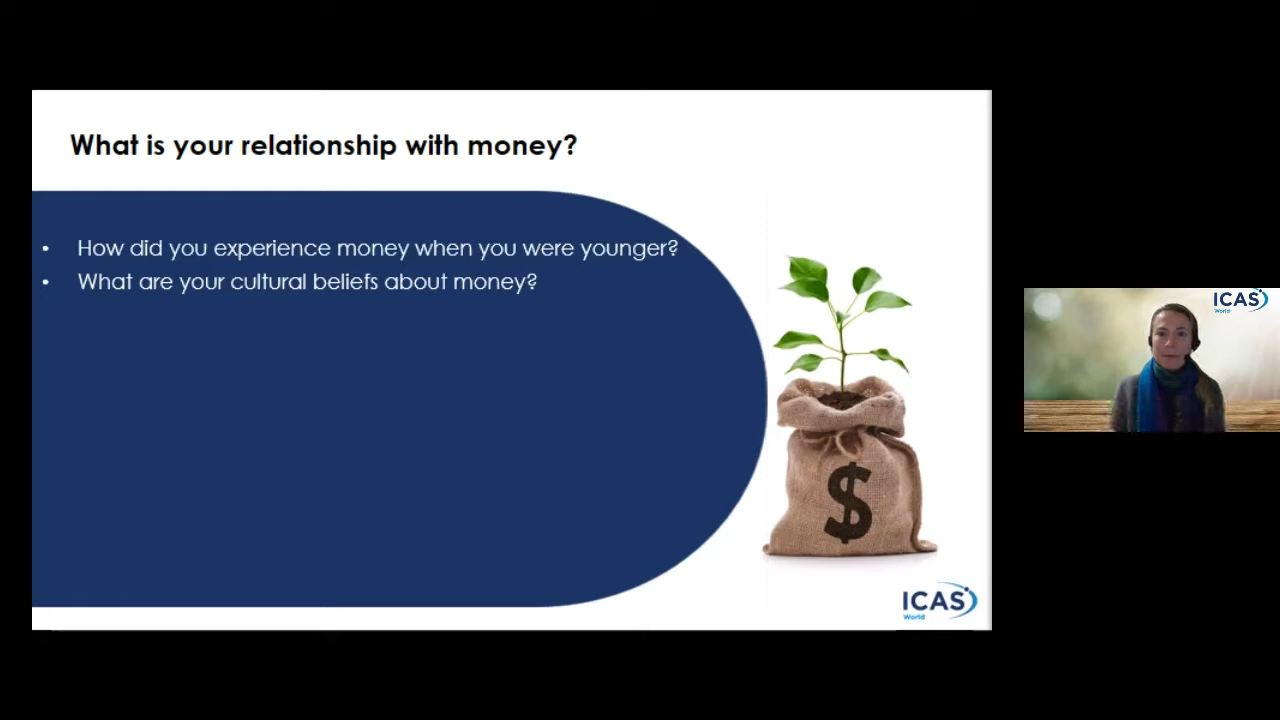 What is your relationship with money?
• How did you experience money when you were younger?
• What are your cultural beliefs about money?
$
ICAS
World
ICAS
World